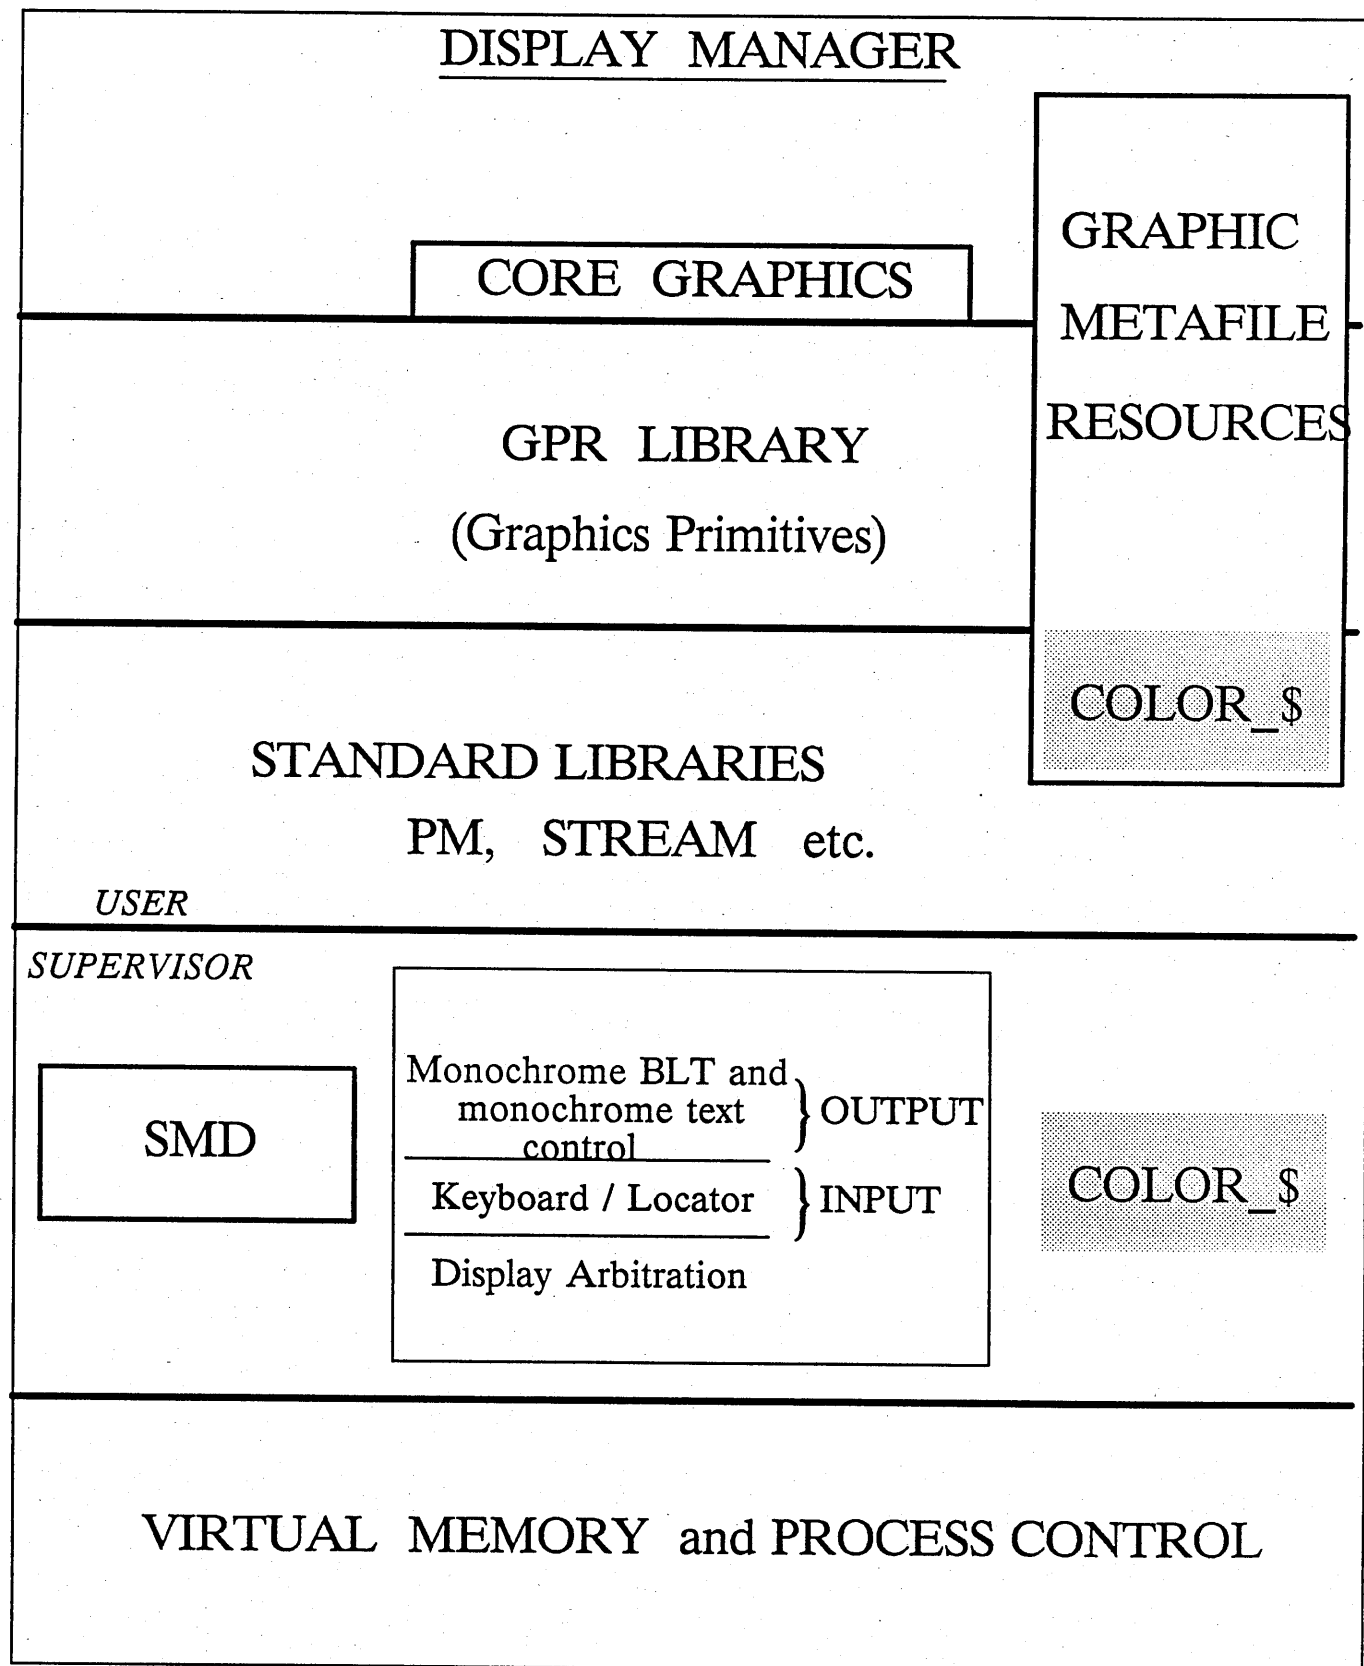 DISPLAY MANAGER
GRAPHIC
METAFILE
RESOURCES
CORE GRAPHICS
GPR LIBRARY
(Graphics Primitives)
COLOR_$
STANDARD LIBRARIES
PM, STREAM etc.
USER
SUPERVISOR
SMD
Monochrome BLT and
monochrome text
control
OUTPUT
Keyboard / Locator
INPUT
Display Arbitration
COLOR_$
VIRTUAL MEMORY and PROCESS CONTROL